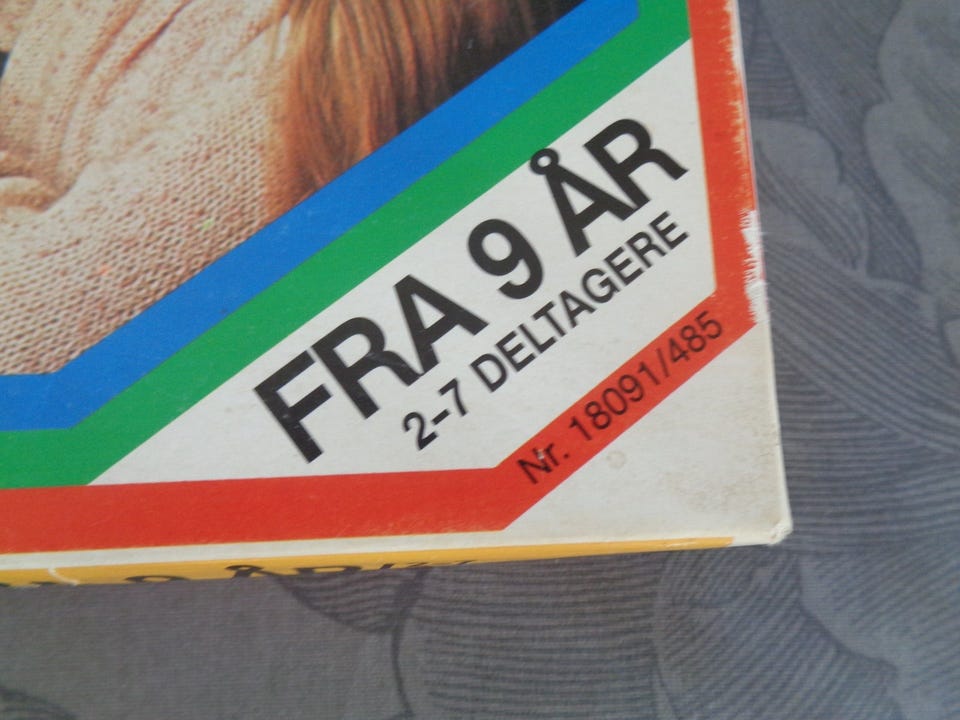 FRA 9 ÅR
2-7 DELTAGERE
Nr. 18091/485